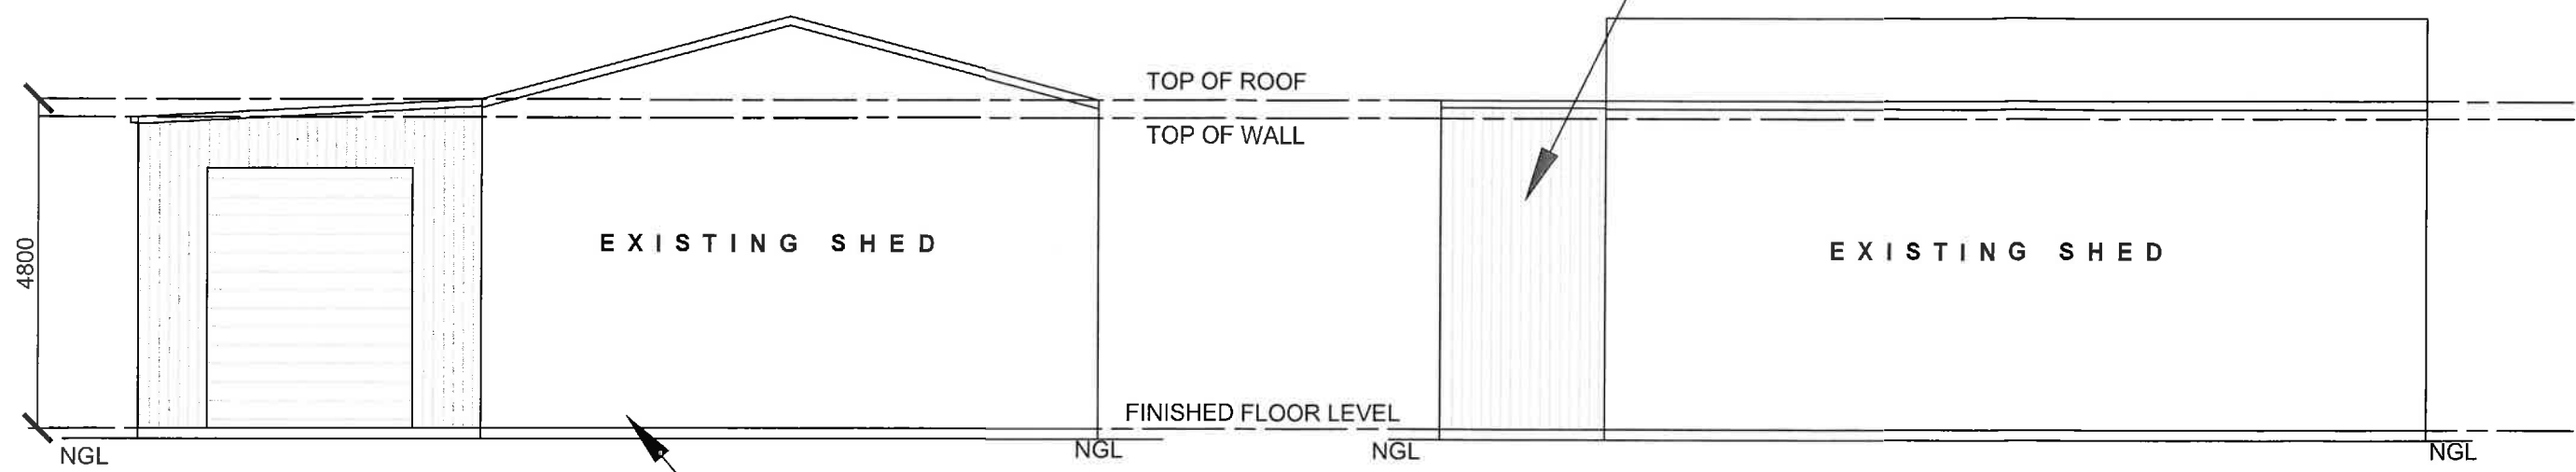 TOP OF ROOF
TOP OF WALL
4800
EXISTING SHED
EXISTING SHED
FINISHED FLOOR LEVEL
NGL
NGL
NGL
NGL